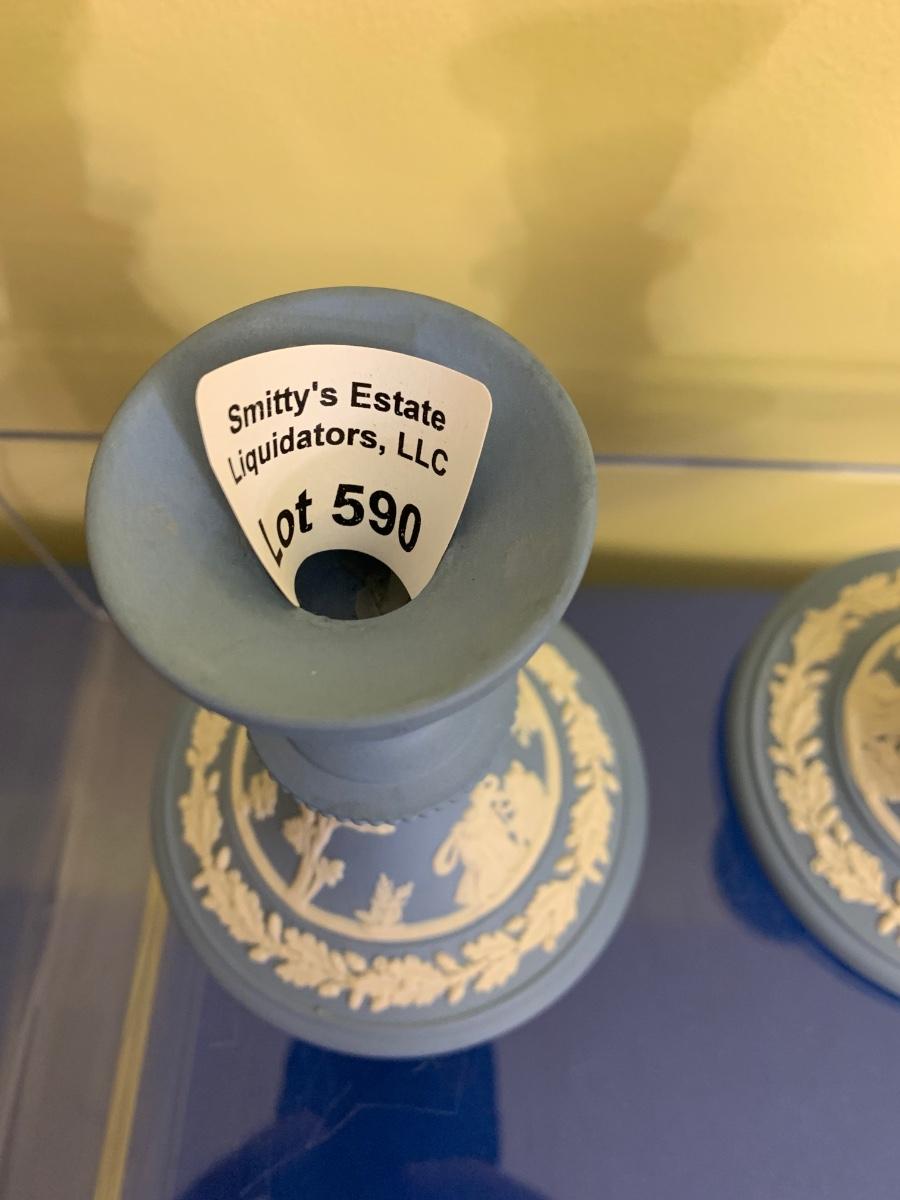 Smitty's Estate
Liquidators, LLC
Lot 590